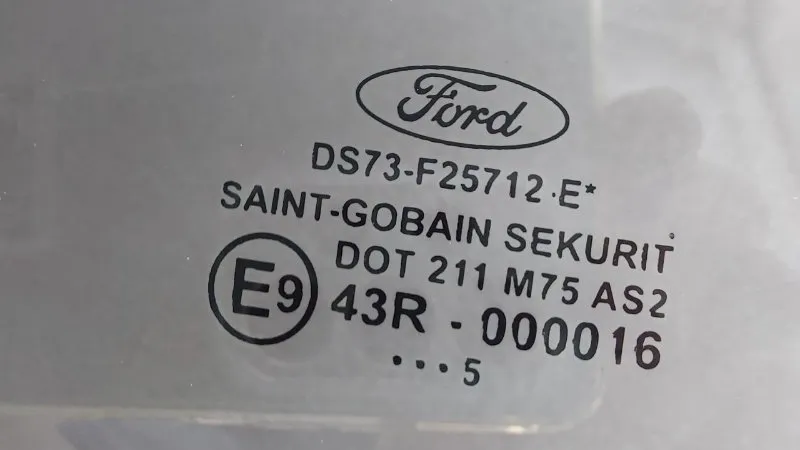 Ford
DS73-F25712.E*
SAINT-GOBAIN SEKURIT
DOT 211 M75 AS2
E9
43R - 000016
...5